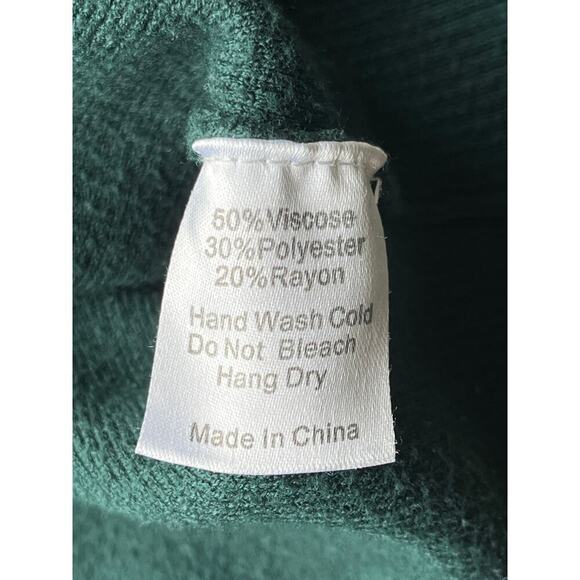 50%Viscose
30%Polyester
20%Rayon
Hand Wash Cold
Do Not Bleach
Hang Dry
Made In China